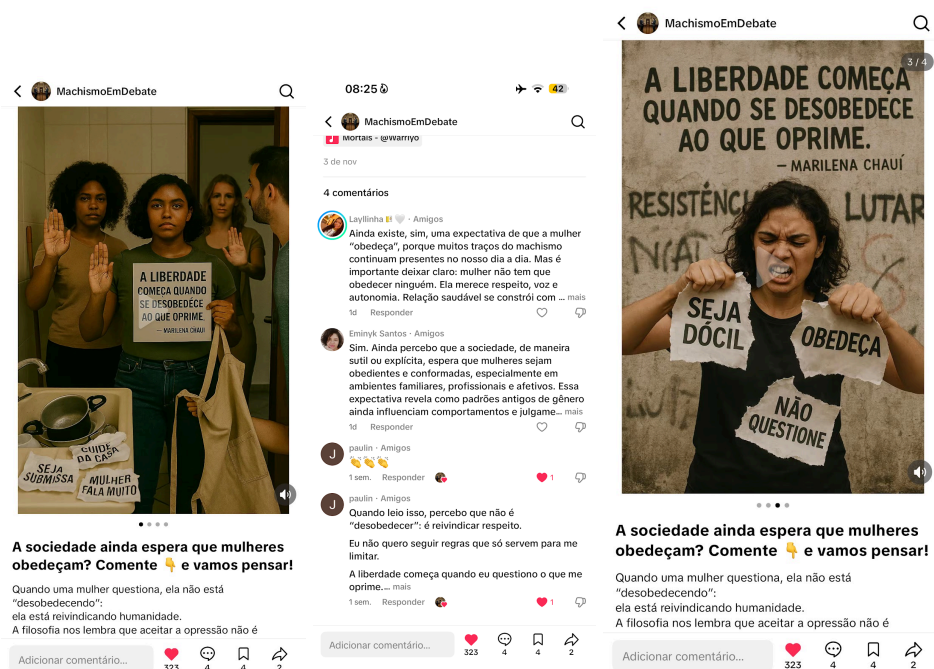 MachismoEmDebate
A LIBERDADE
COMEÇA QUANDO
SE DESOBEDECE
AO QUE OPRIME.
— MARILENA CHAUÍ
CUIDE
DA CASA
SEJA
SUBMISSA
MULHER
FALA MUITO
A sociedade ainda espera que mulheres
obedeçam? Comente 👇 e vamos pensar!
Quando uma mulher questiona, ela não está
“desobedecendo”:
ela está reivindicando humanidade.
A filosofia nos lembra que aceitar a opressão não é
Adicionar comentário...
323
4
4
2
08:25
42
MachismoEmDebate
Mortals - @Warriyo
3 de nov
4 comentários
Layllinha 🤍 · Amigos
Ainda existe, sim, uma expectativa de que a mulher
“obedeça”, porque muitos traços do machismo
continuam presentes no nosso dia a dia. Mas é
importante deixar claro: mulher não tem que
obedecer ninguém. Ela merece respeito, voz e
autonomia. Relação saudável se constrói com ... mais
1d Responder
Eminyk Santos · Amigos
Sim. Ainda percebo que a sociedade, de maneira
sutil ou explícita, espera que mulheres sejam
obedientes e conformadas, especialmente em
ambientes familiares, profissionais e afetivos. Essa
expectativa revela como padrões antigos de gênero
ainda influenciam comportamentos e julgame... mais
1d Responder
J
paulin · Amigos
👏👏👏
1 sem. Responder
1
J
paulin · Amigos
Quando leio isso, percebo que não é
“desobedecer”: é reivindicar respeito.
Eu não quero seguir regras que só servem para me
limitar.
A liberdade começa quando eu questiono o que me
oprime.... mais
1 sem. Responder
1
Adicionar comentário...
323
4
4
2
MachismoEmDebate
3 / 4
A LIBERDADE COMEÇA
QUANDO SE DESOBEDECE
AO QUE OPRIME.
— MARILENA CHAUÍ
LUTAR
SEJA
DÓCIL
OBEDEÇA
NÃO
QUESTIONE
A sociedade ainda espera que mulheres
obedeçam? Comente 👇 e vamos pensar!
Quando uma mulher questiona, ela não está
“desobedecendo”:
ela está reivindicando humanidade.
A filosofia nos lembra que aceitar a opressão não é
Adicionar comentário...
323
4
4
2